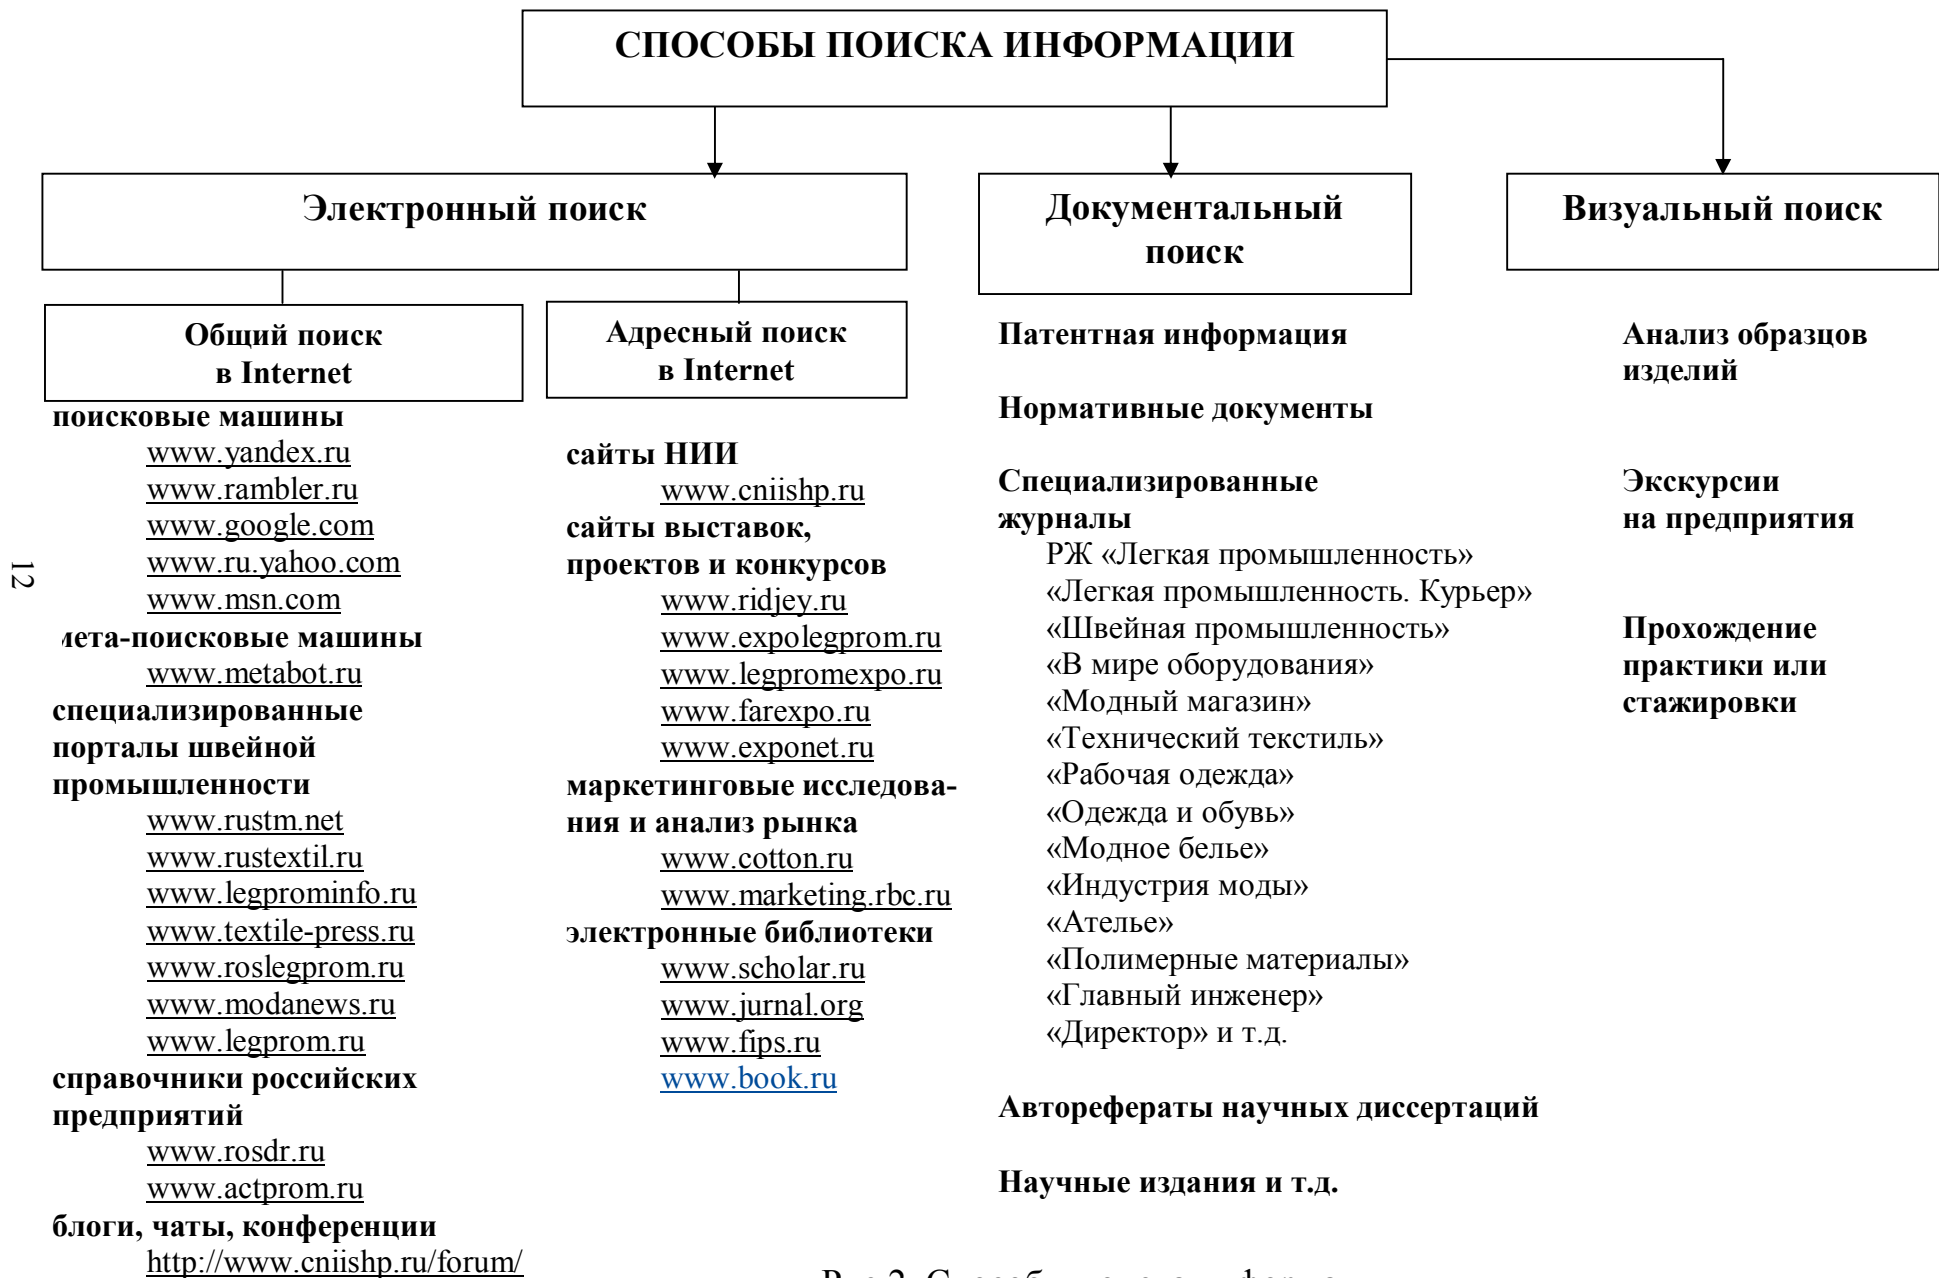 СПОСОБЫ ПОИСКА ИНФОРМАЦИИ
Электронный поиск
Общий поиск
в Internet
поисковые машины
www.yandex.ru
www.rambler.ru
www.google.com
www.ru.yahoo.com
www.msn.com
мета-поисковые машины
www.metabot.ru
специализированные
порталы швейной
промышленности
www.rustm.net
www.rustextil.ru
www.legprominfo.ru
www.textile-press.ru
www.roslegprom.ru
www.modanews.ru
www.legprom.ru
справочники российских
предприятий
www.rosdr.ru
www.actprom.ru
блоги, чаты, конференции
http://www.cniishp.ru/forum/
Адресный поиск
в Internet
сайты НИИ
www.cniishp.ru
сайты выставок,
проектов и конкурсов
www.ridjey.ru
www.expolegprom.ru
www.legpromexpo.ru
www.farexpo.ru
www.exponet.ru
маркетинговые исследова-
ния и анализ рынка
www.cotton.ru
www.marketing.rbc.ru
электронные библиотеки
www.scholar.ru
www.jurnal.org
www.fips.ru
www.book.ru
Документальный
поиск
Патентная информация
Нормативные документы
Специализированные
журналы
РЖ «Легкая промышленность»
«Легкая промышленность. Курьер»
«Швейная промышленность»
«В мире оборудования»
«Модный магазин»
«Технический текстиль»
«Рабочая одежда»
«Одежда и обувь»
«Модное белье»
«Индустрия моды»
«Ателье»
«Полимерные материалы»
«Главный инженер»
«Директор» и т.д.
Авторефераты научных диссертаций
Научные издания и т.д.
Визуальный поиск
Анализ образцов
изделий
Экскурсии
на предприятия
Прохождение
практики или
стажировки
12